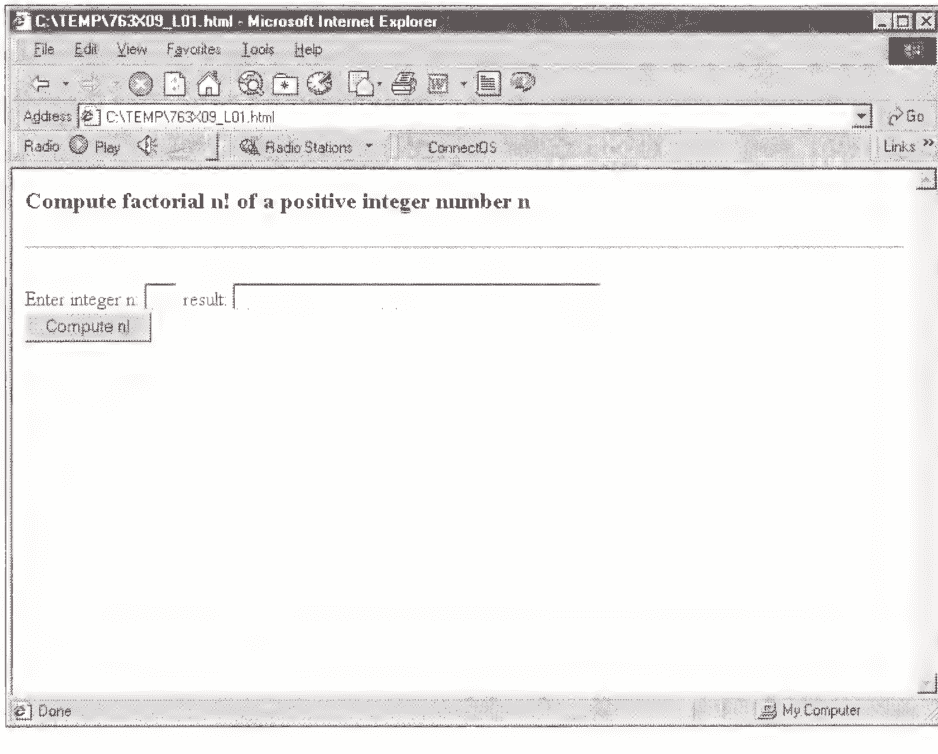 C:\TEMP\763X09_L01.html - Microsoft Internet Explorer
File Edit View Favorites Tools Help
Address C:\TEMP\763X09_L01.html Go
Radio Play Radio Stations ConnectOS Links »
Compute factorial n! of a positive integer number n
Enter integer n: result:
Compute n!
Done My Computer